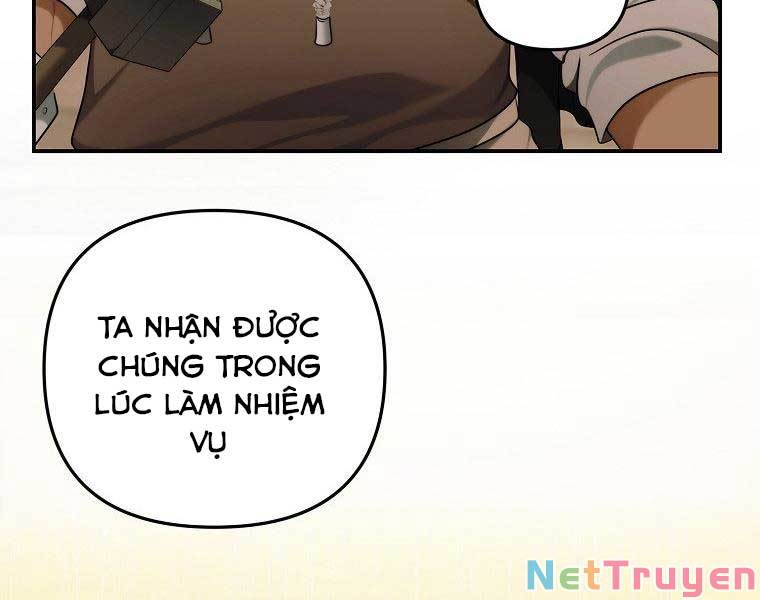 TA NHẬN ĐƯỢC
CHÚNG TRONG
LÚC LÀM NHIỆM
VỤ
NetTruyen